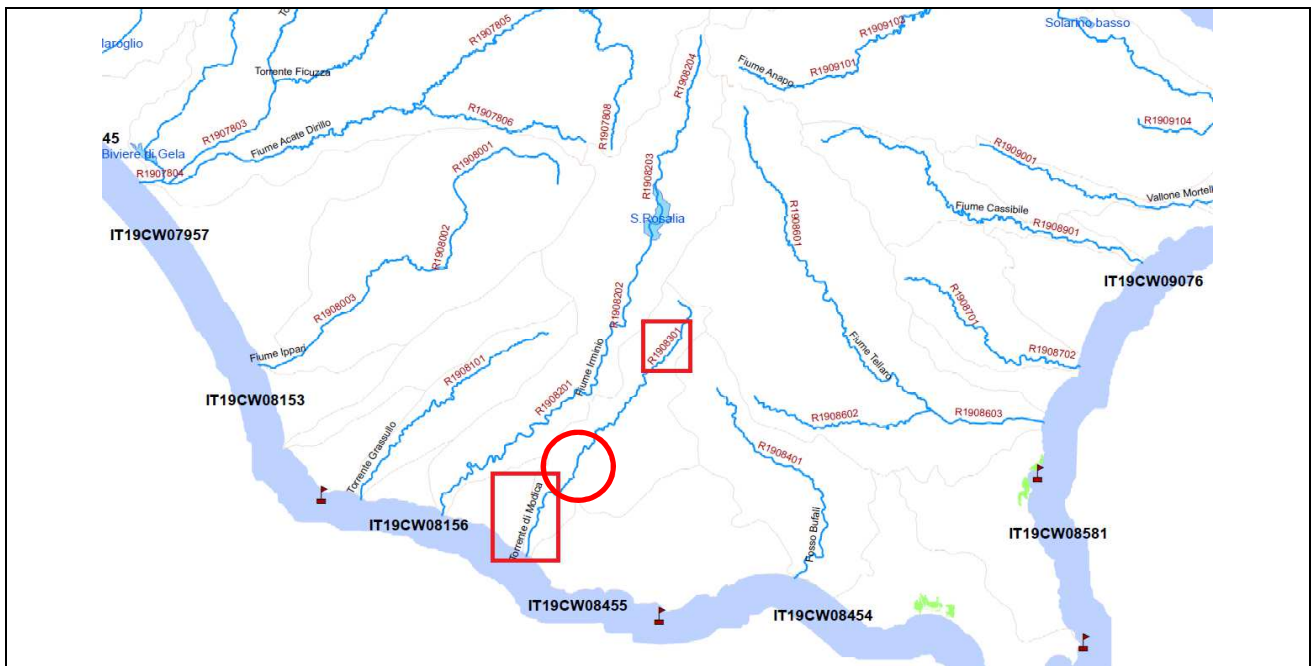 laroglio
To
R1907805
R1908204
R1909102
Solarino basso
Torrente Ficuzza
Fiume Anapo
R1909101
45
R1907803
Fiume Acate Dirillo
R1907806
R1907808
R1909104
Biviere di Gela
R1907804
R1908001
R1908203
R1909001
Vallone Mortell
IT19CW07957
S.Rosalia
R1908601
Fiume Cassibile
R1908901
R1908002
IT19CW09076
R1908003
R1908202
R1908701
Fiume Ippari
R1908101
Fiume Irminio
R1908301
Fiume Tellaro
R1908702
IT19CW08153
R1908201
R1908602
R1908603
Torrente Grassullo
R1908401
IT19CW08156
Torrente di Modica
Fosso Bufali
IT19CW08581
IT19CW08455
IT19CW08454